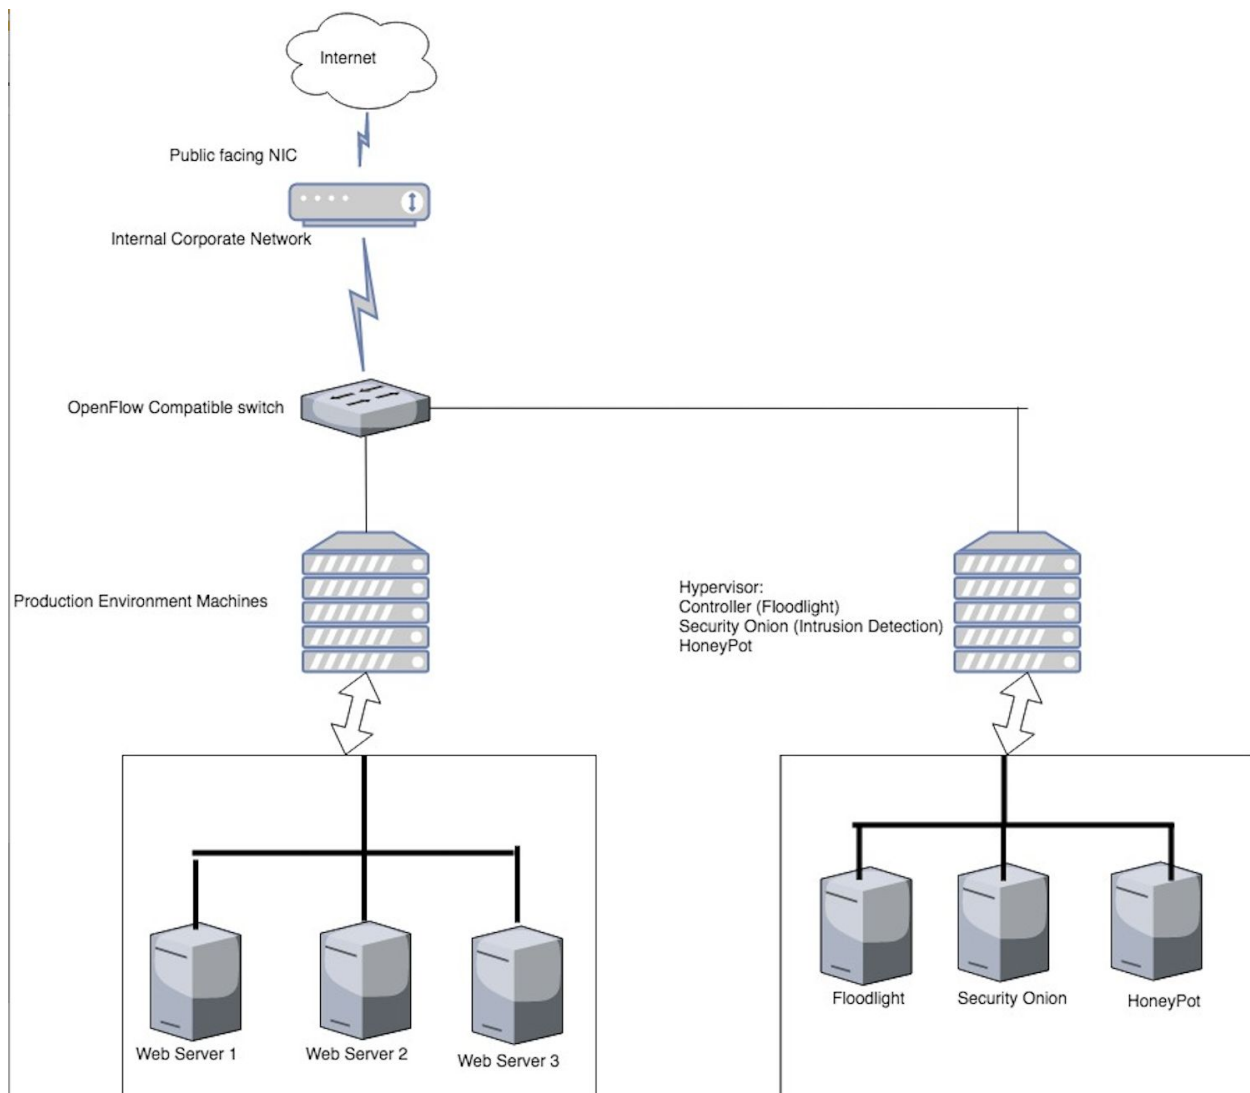 Internet
Public facing NIC
Internal Corporate Network
OpenFlow Compatible switch
Production Environment Machines
Hypervisor:
Controller (Floodlight)
Security Onion (Intrusion Detection)
HoneyPot
Web Server 1
Web Server 2
Web Server 3
Floodlight
Security Onion
HoneyPot